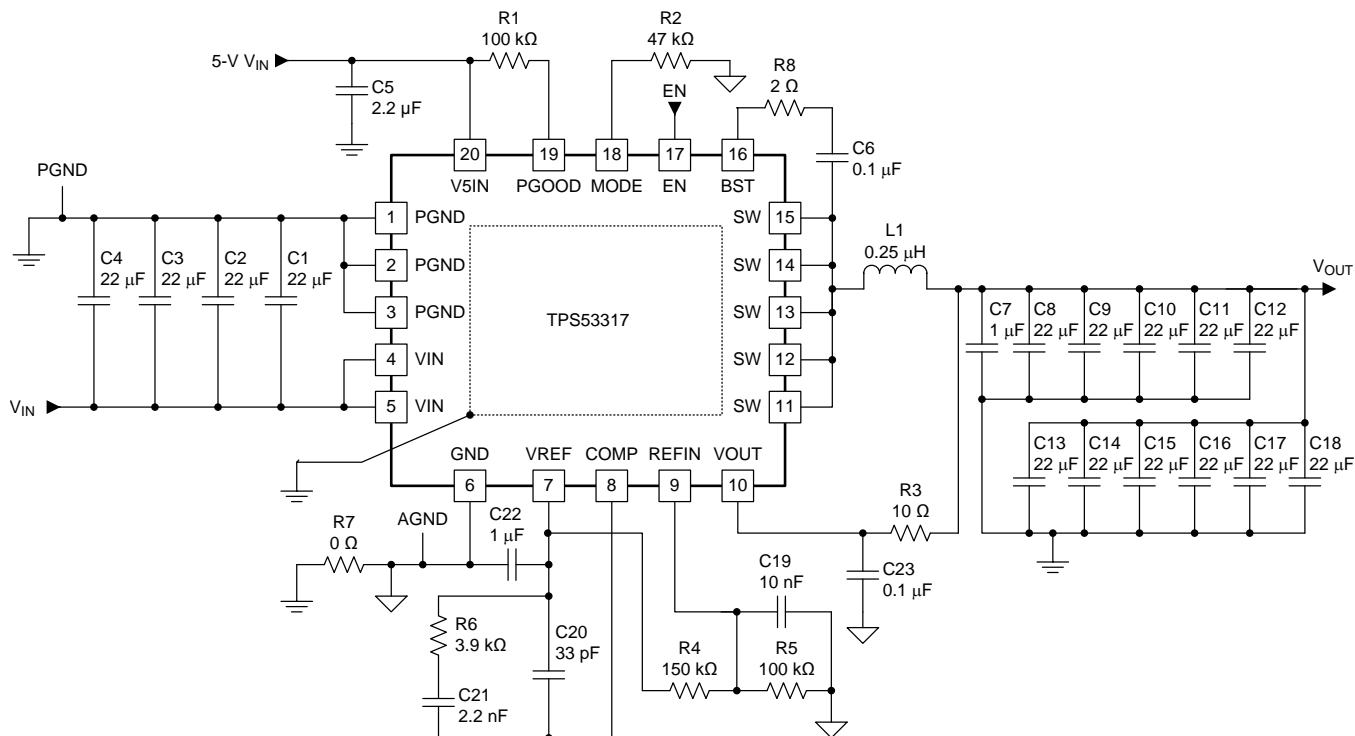 R1
100 kΩ
R2
47 kΩ
5-V VIN
C5
2.2 µF
EN
R8
2 Ω
C6
0.1 µF
20
19
18
17
16
V5IN
PGOOD
MODE
EN
BST
PGND
1
PGND
2
PGND
3
PGND
4
VIN
5
VIN
C4
22 µF
C3
22 µF
C2
22 µF
C1
22 µF
VIN
TPS53317
SW
15
SW
14
SW
13
SW
12
SW
11
L1
0.25 µH
VOUT
C7
1 µF
C8
22 µF
C9
22 µF
C10
22 µF
C11
22 µF
C12
22 µF
C13
22 µF
C14
22 µF
C15
22 µF
C16
22 µF
C17
22 µF
C18
22 µF
GND
VREF
COMP
REFIN
VOUT
6
7
8
9
10
R3
10 Ω
C23
0.1 µF
AGND
C22
1 µF
R7
0 Ω
C19
10 nF
R6
3.9 kΩ
C20
33 pF
R4
150 kΩ
R5
100 kΩ
C21
2.2 nF